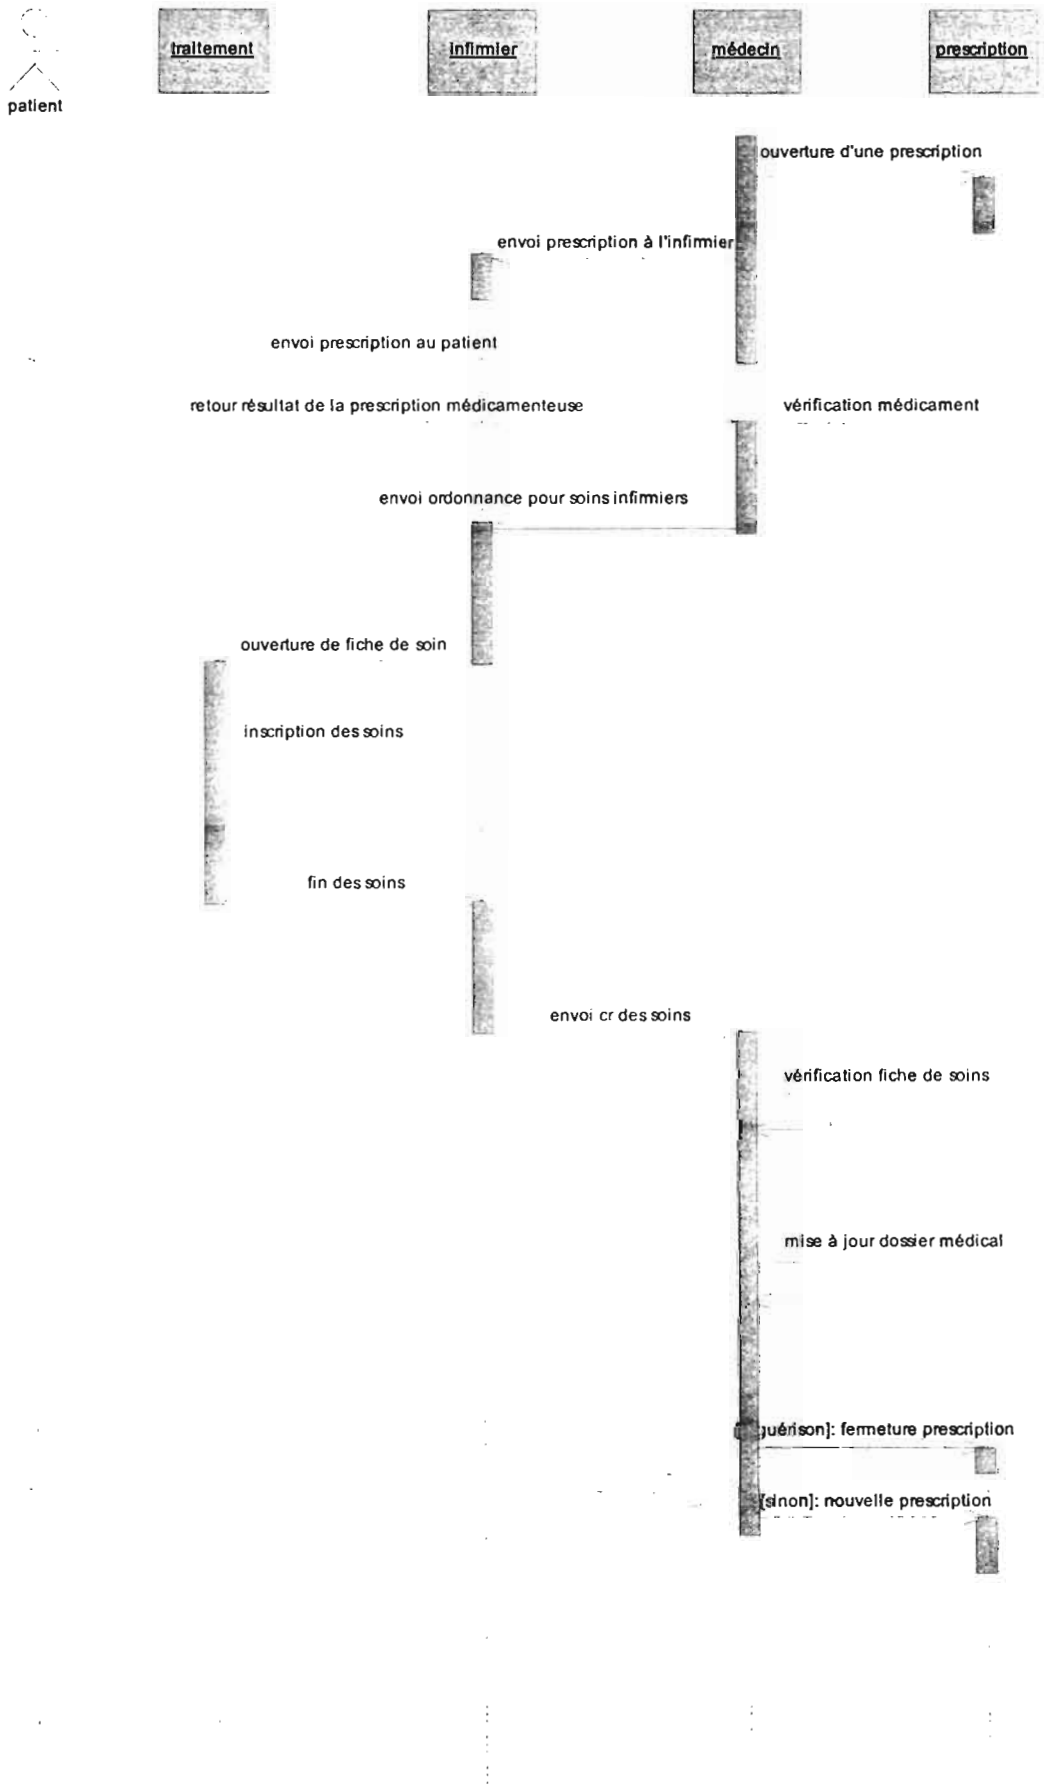 traitement
infirmier
médecin
prescription
patient
ouverture d'une prescription
envoi prescription à l'infirmier
envoi prescription au patient
retour résultat de la prescription médicamenteuse
vérification médicament
envoi ordonnance pour soins infirmiers
ouverture de fiche de soin
inscription des soins
fin des soins
envoi cr des soins
vérification fiche de soins
mise à jour dossier médical
guérison]: fermeture prescription
[sinon]: nouvelle prescription